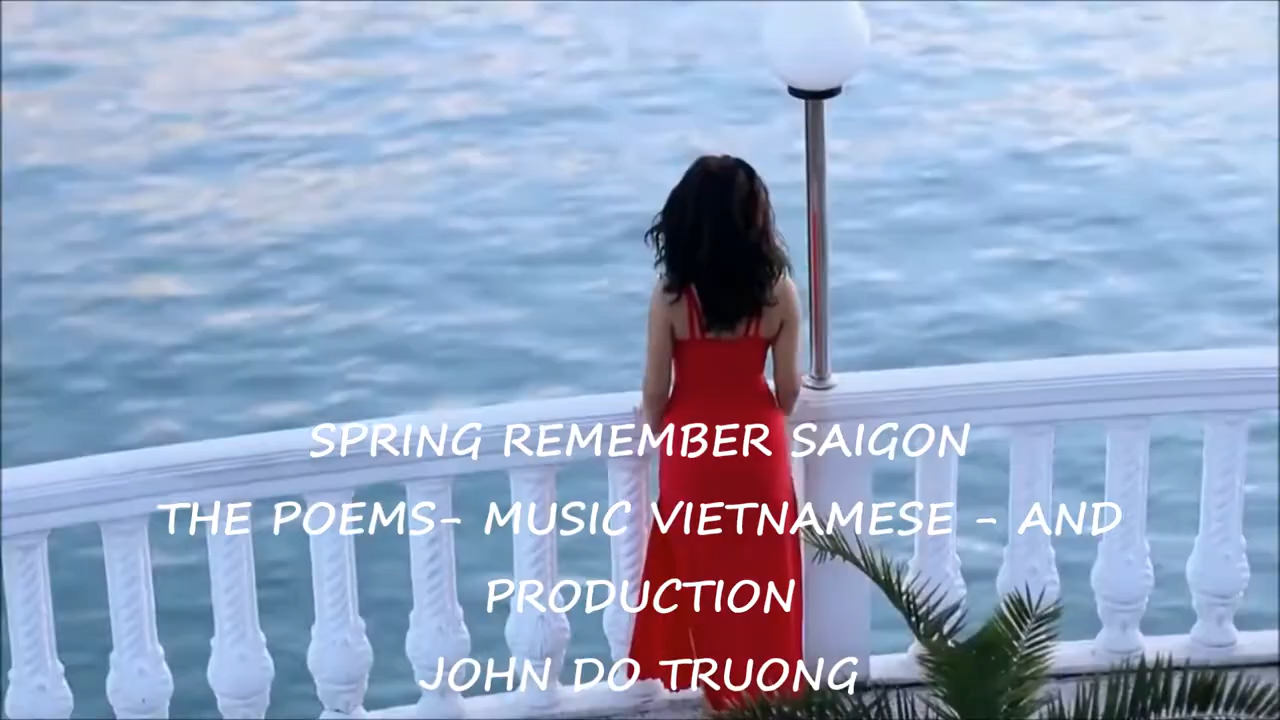 SPRING REMEMBER SAIGON
THE POEMS- MUSIC VIETNAMESE - AND
PRODUCTION
JOHN DO TRUONG